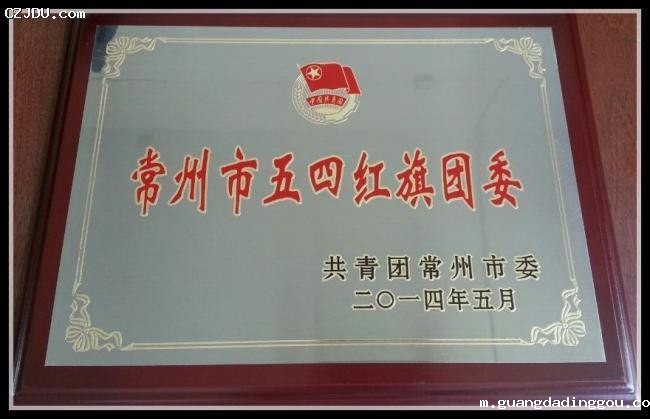 CZJDU.COM
中国共青团
常州市五四红旗团委
共青团常州市委
二〇一四年五月
m.guangdadinggou.co